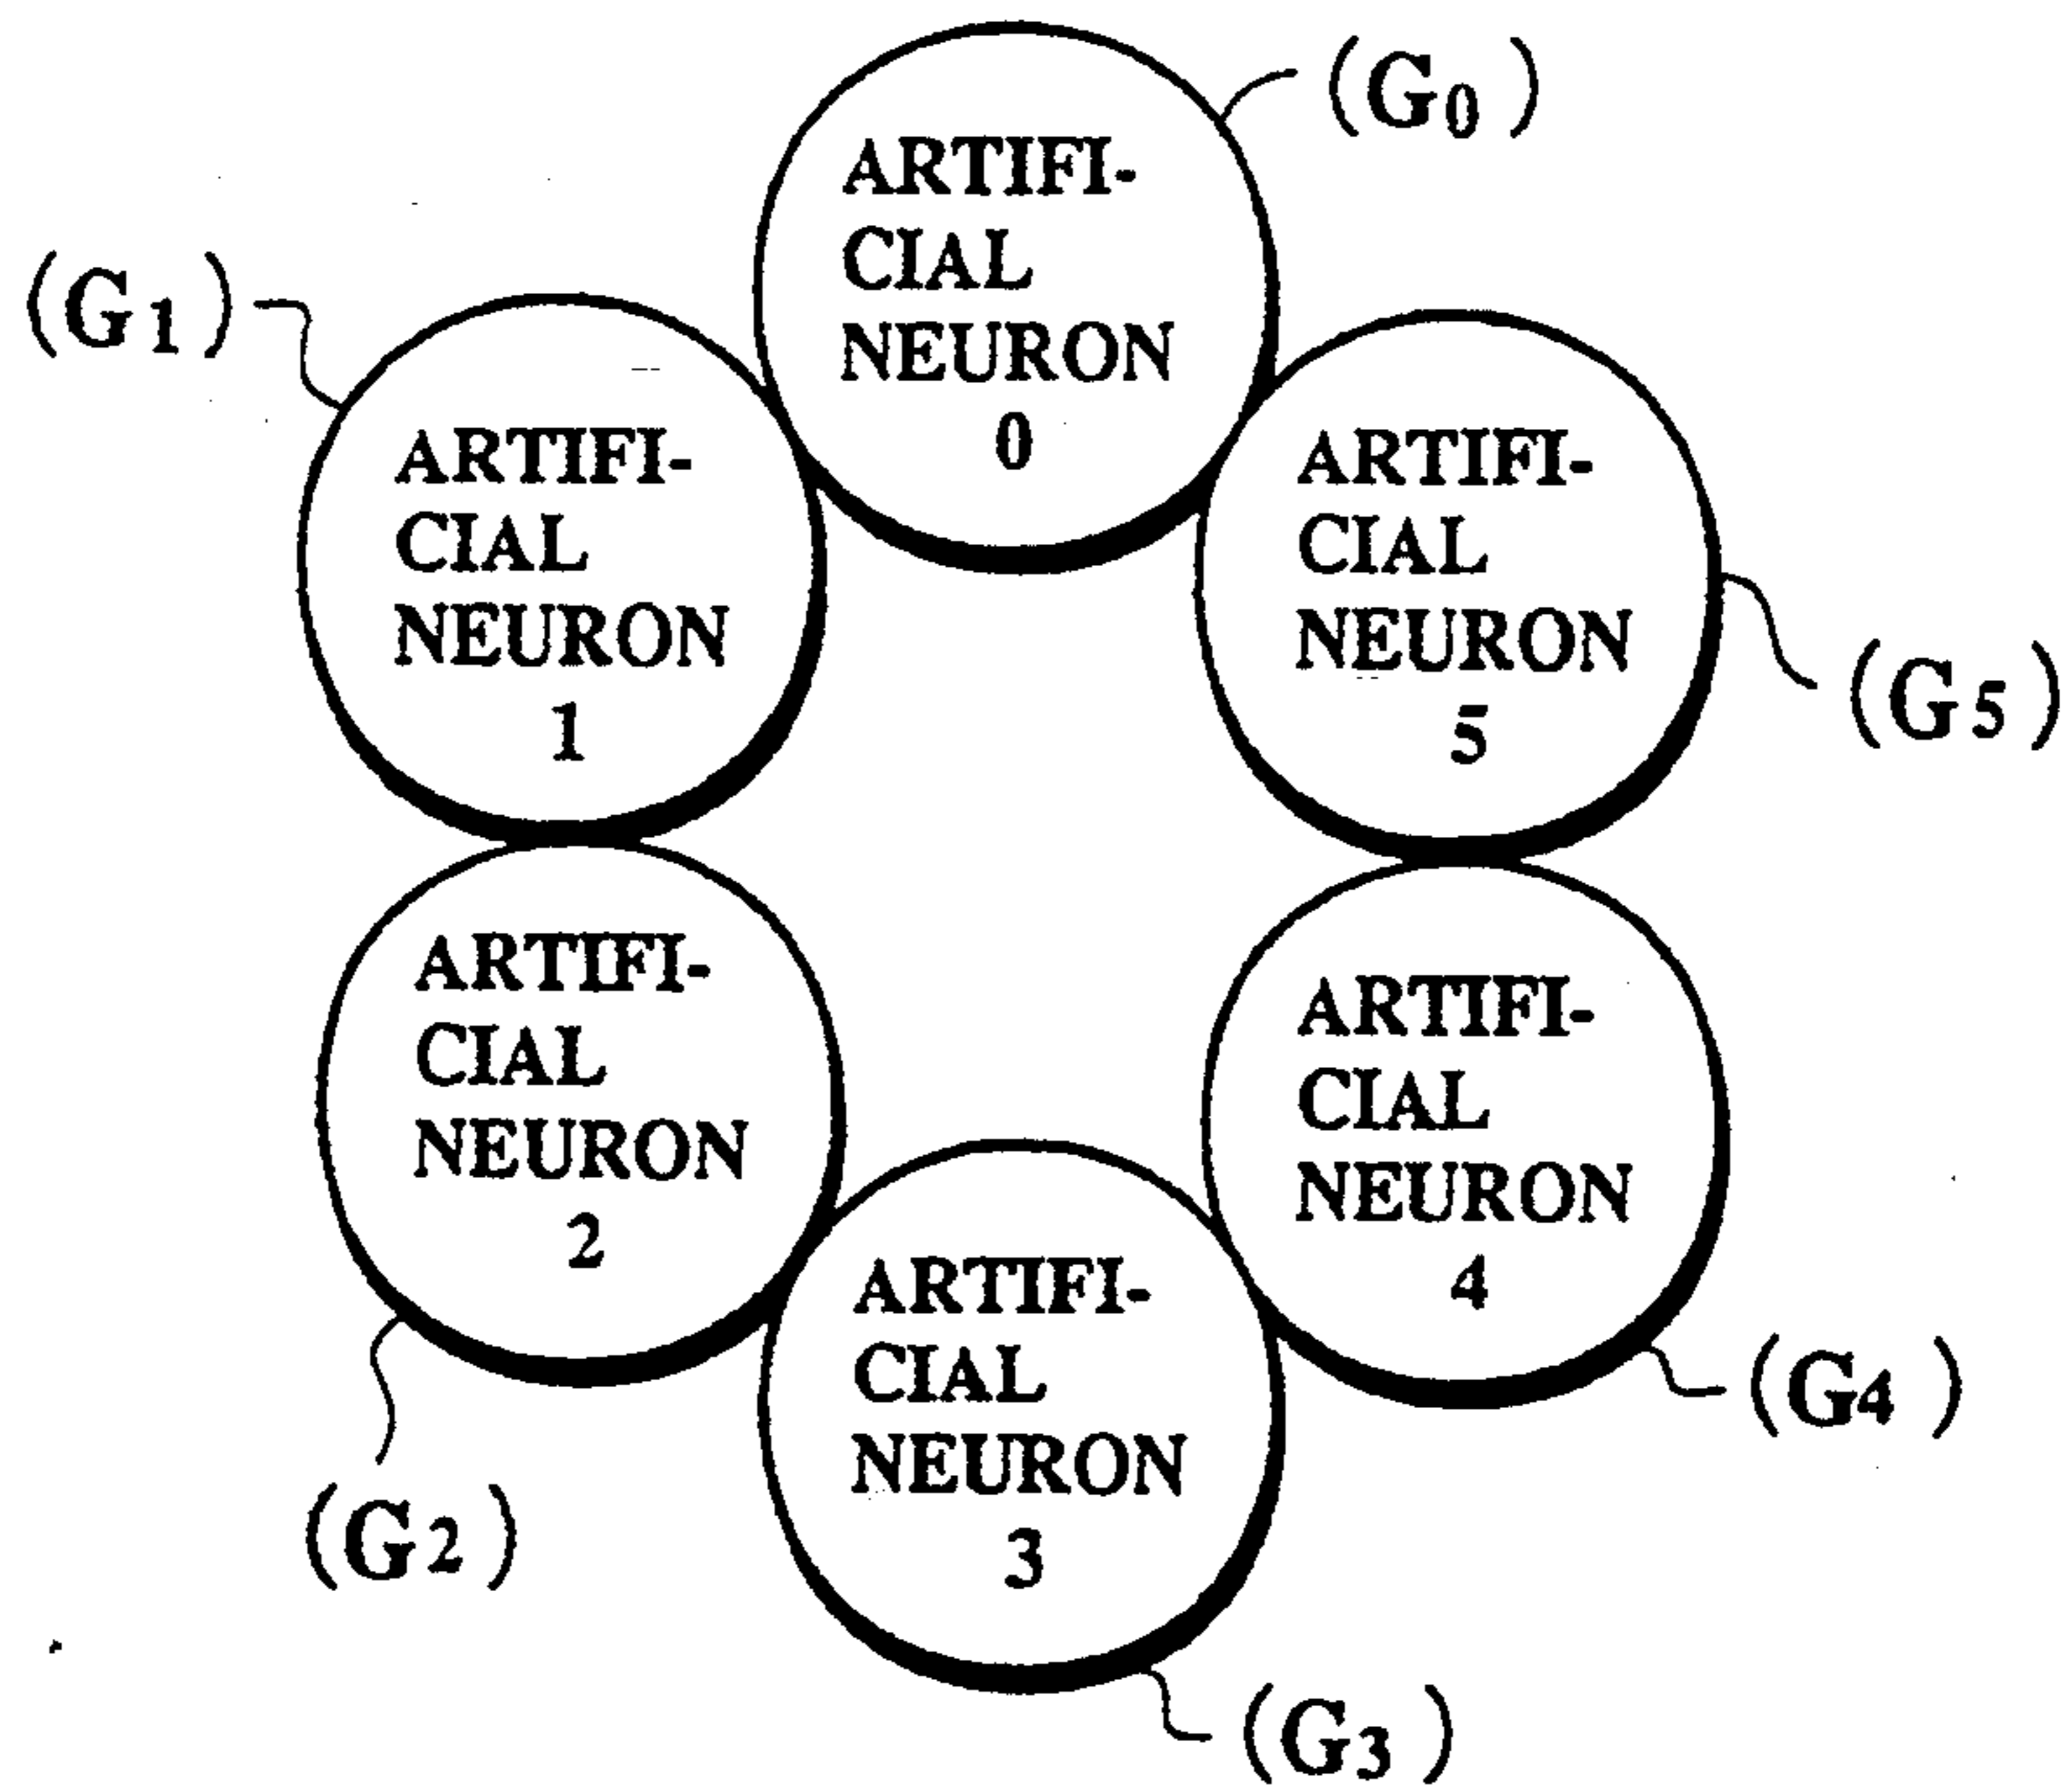 (G0)
ARTIFI-
CIAL
NEURON
0
(G1)
ARTIFI-
CIAL
NEURON
1
ARTIFI-
CIAL
NEURON
5
(G5)
ARTIFI-
CIAL
NEURON
2
(G2)
ARTIFI-
CIAL
NEURON
4
(G4)
ARTIFI-
CIAL
NEURON
3
(G3)